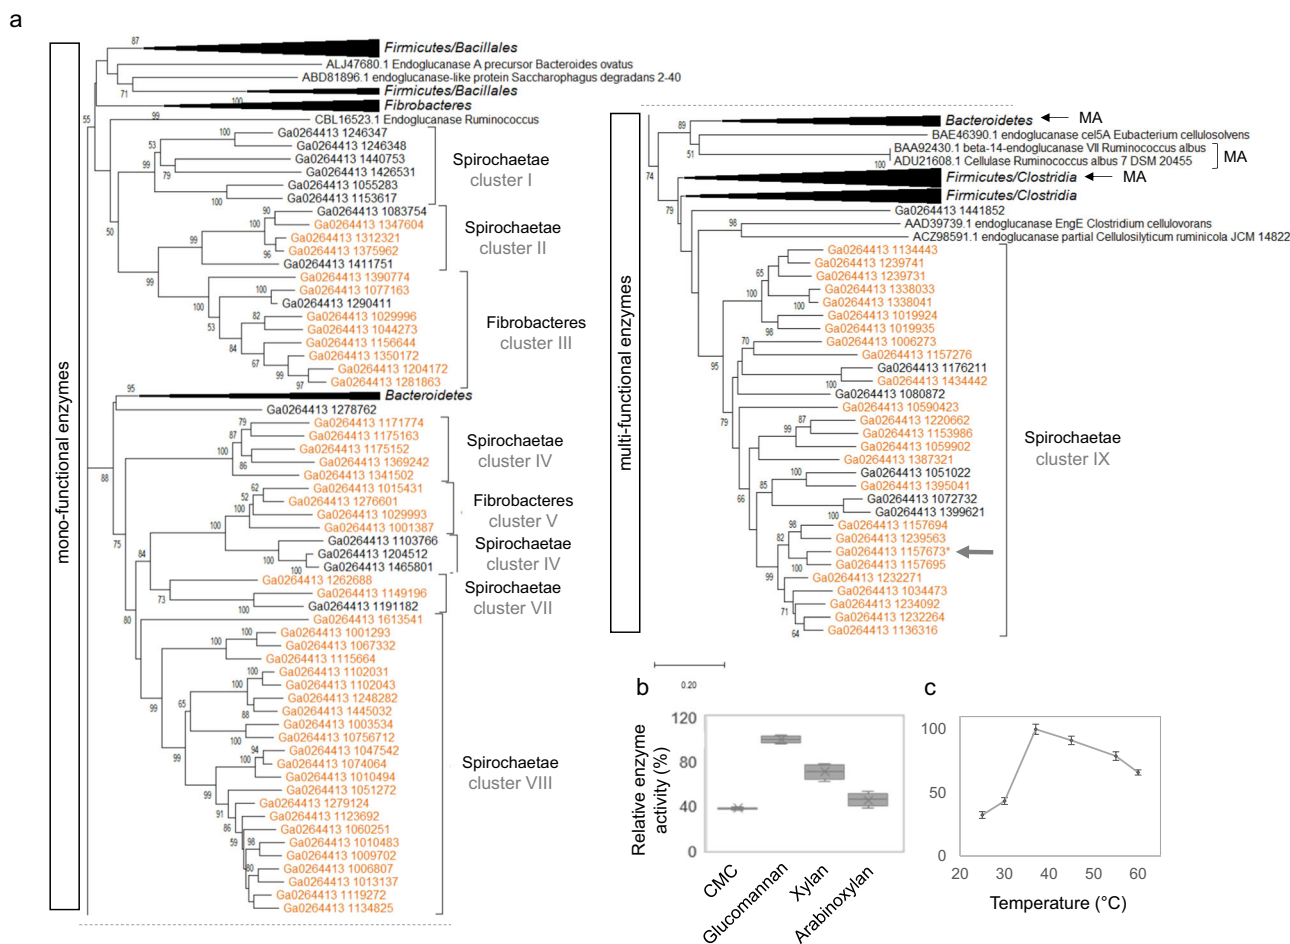 a
mono-functional enzymes
87
Firmicutes/Bacillales
ALJ47680.1 Endoglucanase A precursor Bacteroides ovatus
ABD81896.1 endoglucanase-like protein Saccharophagus degradans 2-40
71
Firmicutes/Bacillales
100
Fibrobacteres
55
99
CBL16523.1 Endoglucanase Ruminococcus
Ga0264413 1246347
100
Ga0264413 1246348
53
Ga0264413 1440753
99
79
Ga0264413 1426531
Ga0264413 1055283
100
Ga0264413 1153617
Spirochaetae
cluster I
50
90
Ga0264413 1083754
Ga0264413 1347604
Ga0264413 1312321
99
96
Ga0264413 1375962
Ga0264413 1411751
Spirochaetae
cluster II
99
Ga0264413 1390774
Ga0264413 1077163
100
Ga0264413 1290411
100
53
82
Ga0264413 1029996
Ga0264413 1044273
84
Ga0264413 1156644
67
Ga0264413 1350172
99
Ga0264413 1204172
97
Ga0264413 1281863
Fibrobacteres
cluster III
95
Bacteroidetes
Ga0264413 1278762
88
79
Ga0264413 1171774
87
Ga0264413 1175163
100
Ga0264413 1175152
86
Ga0264413 1369242
Ga0264413 1341502
Spirochaetae
cluster IV
75
62
Ga0264413 1015431
52
Ga0264413 1276601
Ga0264413 1029993
100
Ga0264413 1001387
Fibrobacteres
cluster V
84
Ga0264413 1103766
100
Ga0264413 1204512
100
Ga0264413 1465801
Spirochaetae
cluster IV
Ga0264413 1262688
73
Ga0264413 1149196
100
Ga0264413 1191182
Spirochaetae
cluster VII
80
Ga0264413 1613541
Ga0264413 1001293
100
Ga0264413 1067332
100
Ga0264413 1115664
99
Ga0264413 1102031
100
Ga0264413 1102043
100
Ga0264413 1248282
88
Ga0264413 1445032
65
Ga0264413 1003534
100
Ga0264413 10756712
99
94
Ga0264413 1047542
100
Ga0264413 1074064
Ga0264413 1010494
99
Ga0264413 1051272
91
Ga0264413 1279124
86
Ga0264413 1123692
59
Ga0264413 1060251
98
Ga0264413 1010483
Ga0264413 1009702
80
Ga0264413 1006807
Ga0264413 1013137
Ga0264413 1119272
Ga0264413 1134825
Spirochaetae
cluster VIII
multi-functional enzymes
89
Bacteroidetes
MA
BAE46390.1 endoglucanase cel5A Eubacterium cellulosolvens
51
BAA92430.1 beta-14-endoglucanase VII Ruminococcus albus
100
ADU21608.1 Cellulase Ruminococcus albus 7 DSM 20455
MA
74
Firmicutes/Clostridia
MA
Firmicutes/Clostridia
79
Ga0264413 1441852
98
AAD39739.1 endoglucanase EngE Clostridium cellulovorans
ACZ98591.1 endoglucanase partial Cellulosilyticum ruminicola JCM 14822
Ga0264413 1134443
Ga0264413 1239741
65
Ga0264413 1239731
Ga0264413 1338033
100
100
Ga0264413 1338041
Ga0264413 1019924
98
Ga0264413 1019935
70
Ga0264413 1006273
Ga0264413 1157276
95
Ga0264413 1176211
100
Ga0264413 1434442
Ga0264413 1080872
Ga0264413 10590423
79
87
Ga0264413 1220662
99
Ga0264413 1153986
Ga0264413 1059902
Ga0264413 1387321
100
Ga0264413 1051022
85
Ga0264413 1395041
66
Ga0264413 1072732
100
Ga0264413 1399621
98
Ga0264413 1157694
82
Ga0264413 1239563
Ga0264413 1157673*
100
Ga0264413 1157695
99
Ga0264413 1232271
Ga0264413 1034473
71
Ga0264413 1234092
Ga0264413 1232264
64
Ga0264413 1136316
Spirochaetae
cluster IX
0.20
b
Relative enzyme
activity (%)
120
80
40
0
CMC
Glucomannan
Xylan
Arabinoxylan
c
100
50
0
20
30
40
50
60
Temperature (°C)